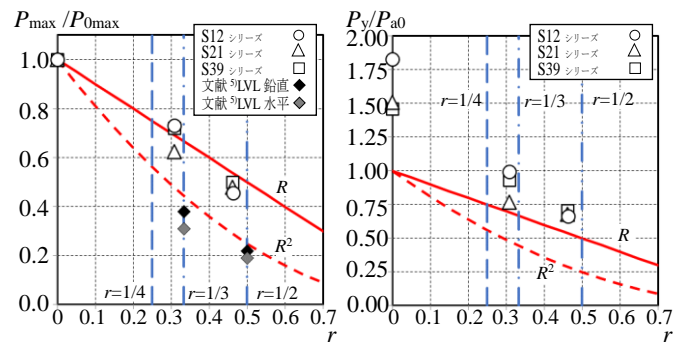 Pmax /P0max
S12 シリーズ
S21 シリーズ
S39 シリーズ
文献 5)LVL 鉛直
文献 5)LVL 水平
1.0
0.8
0.6
0.4
0.2
0.0
R
R2
r=1/4
r=1/3
r=1/2
0
0.1
0.2
0.3
0.4
0.5
0.6
0.7
r
Py/Pa0
S12 シリーズ
S21 シリーズ
S39 シリーズ
2.00
1.75
1.50
1.25
1.00
0.75
0.50
0.25
0.00
r=1/4
r=1/3
r=1/2
R
R2
0
0.1
0.2
0.3
0.4
0.5
0.6
0.7
r